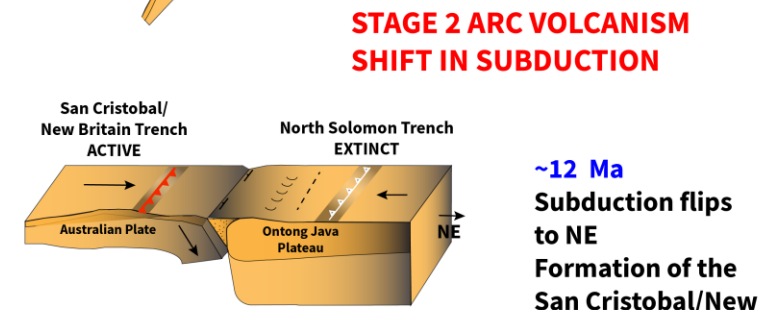 STAGE 2 ARC VOLCANISM
SHIFT IN SUBDUCTION
San Cristobal/
New Britain Trench
ACTIVE
North Solomon Trench
EXTINCT
Australian Plate
Ontong Java
Plateau
NE
~12 Ma
Subduction flips
to NE
Formation of the
San Cristobal/New